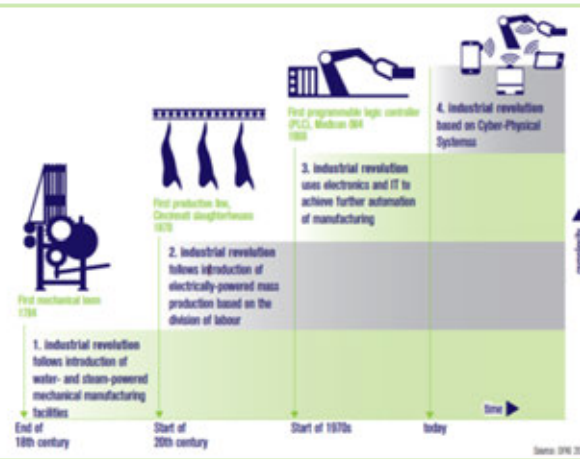 First programmable logic controller
(PLC), Modicon 084
1969
4. industrial revolution
based on Cyber-Physical
Systemss
3. industrial revolution
uses electronics and IT to
achieve further automation
of manufacturing
First production line,
Cincinnati slaughterhouses
1870
2. industrial revolution
follows introduction of
electrically-powered mass
production based on the
division of labour
First mechanical loom
1784
1. industrial revolution
follows introduction of
water- and steam-powered
mechanical manufacturing
facilities
time
End of
18th century
Start of
20th century
Start of 1970s
today
Source: